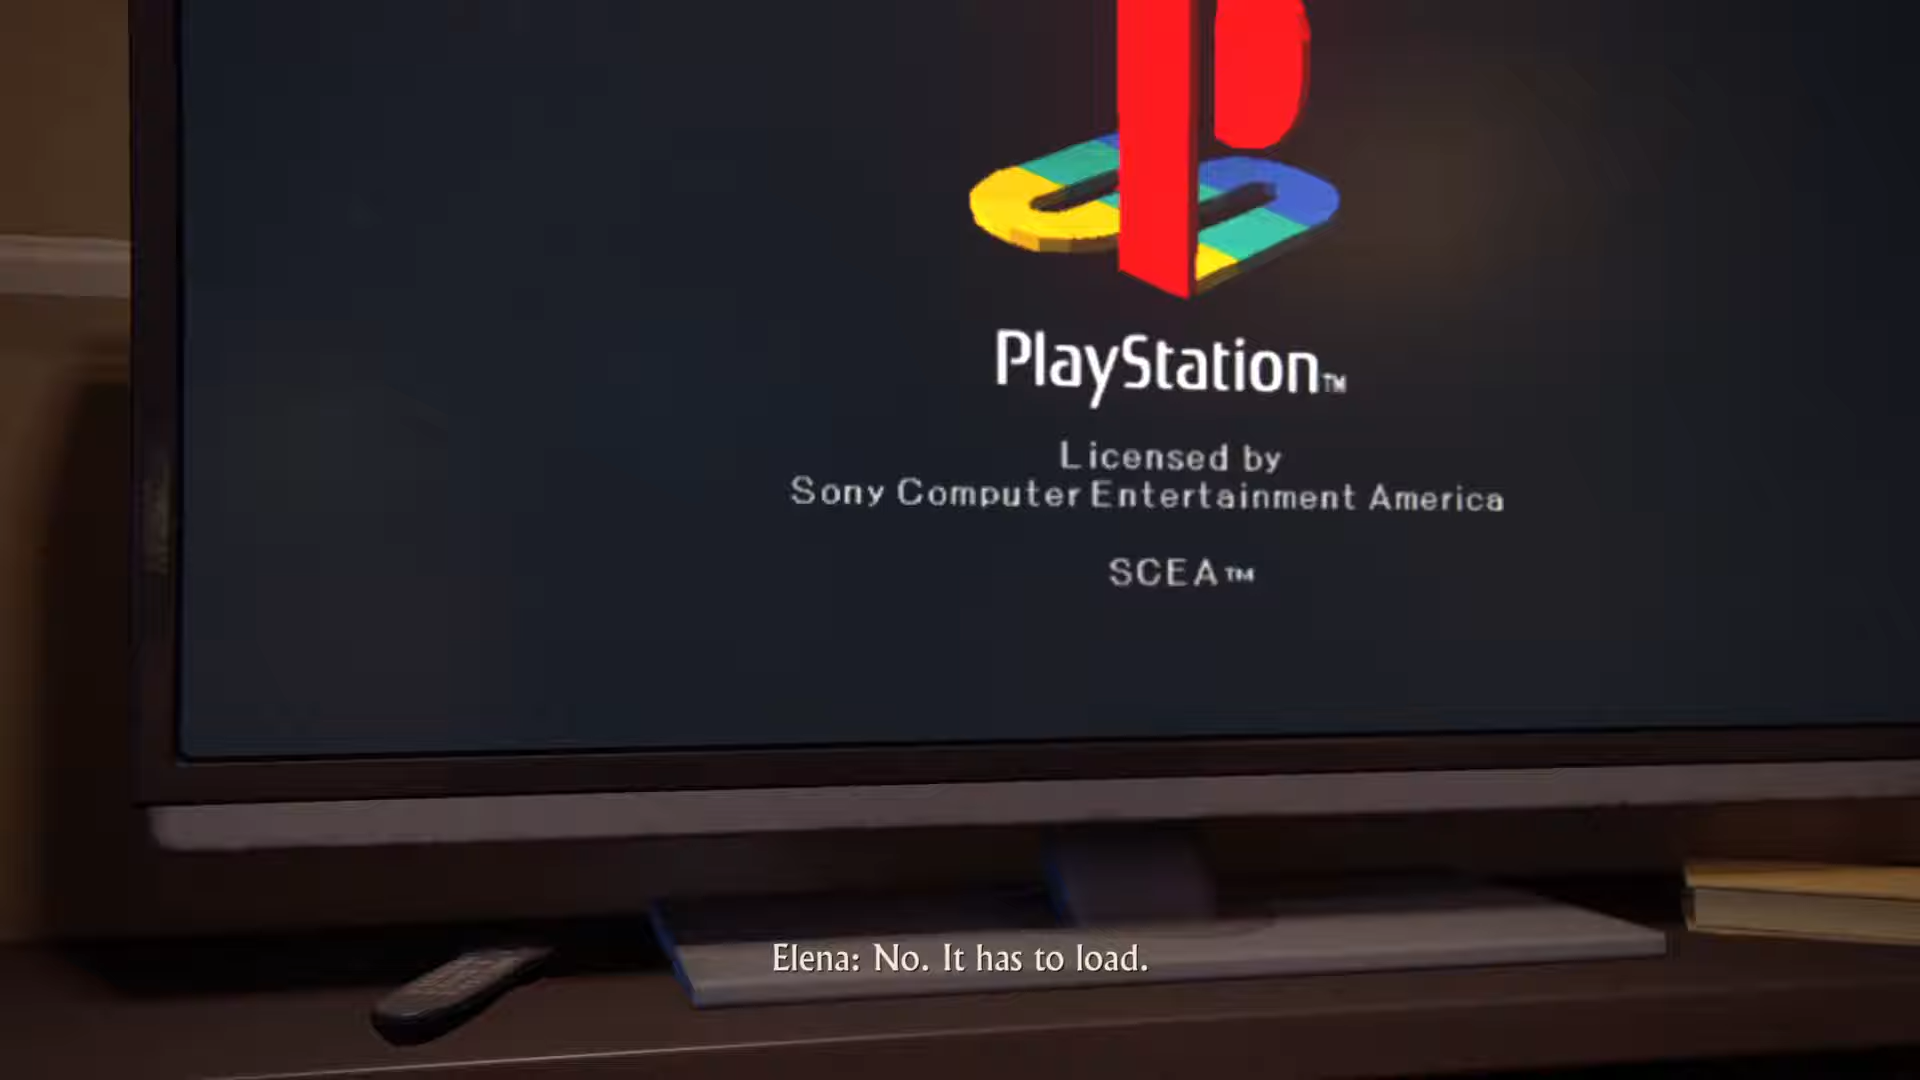 PlayStation™
Licensed by
Sony Computer Entertainment America
SCEA™
Elena: No. It has to load.